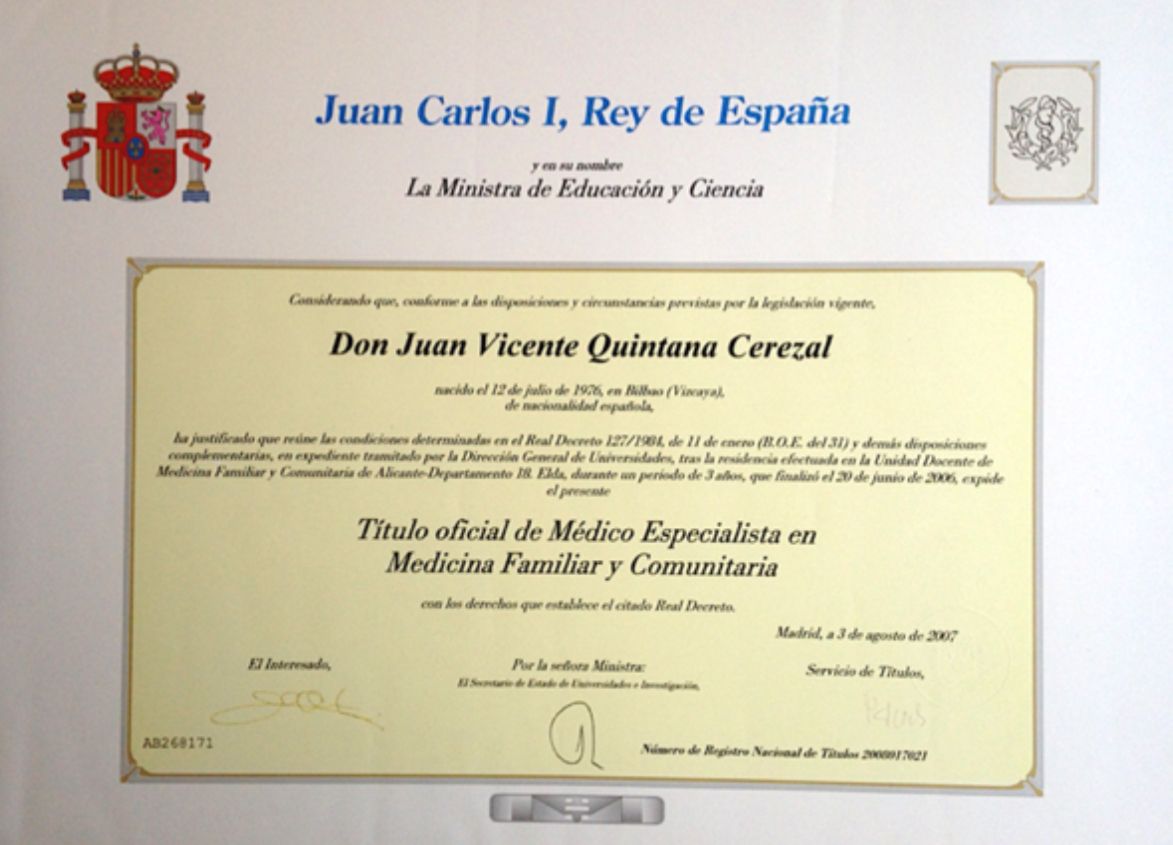 Juan Carlos I, Rey de España
y en su nombre
La Ministra de Educación y Ciencia
Considerando que, conforme a las disposiciones y circunstancias previstas por la legislación vigente,
Don Juan Vicente Quintana Cerezal
nacido el 12 de julio de 1976, en Bilbao (Vizcaya),
de nacionalidad española,
ha justificado que reúne las condiciones determinadas en el Real Decreto 127/1984, de 11 de enero (B.O.E. del 31) y demás disposiciones
complementarias, en expediente tramitado por la Dirección General de Universidades, tras la residencia efectuada en la Unidad Docente de
Medicina Familiar y Comunitaria de Alicante-Departamento 18. Elda, durante un período de 3 años, que finalizó el 20 de junio de 2006, expide
el presente
Título oficial de Médico Especialista en
Medicina Familiar y Comunitaria
con los derechos que establece el citado Real Decreto.
Madrid, a 3 de agosto de 2007
El Interesado,
Por la señora Ministra:
El Secretario de Estado de Universidades e Investigación,
Servicio de Títulos,
AB268171
Número de Registro Nacional de Títulos 2008017021